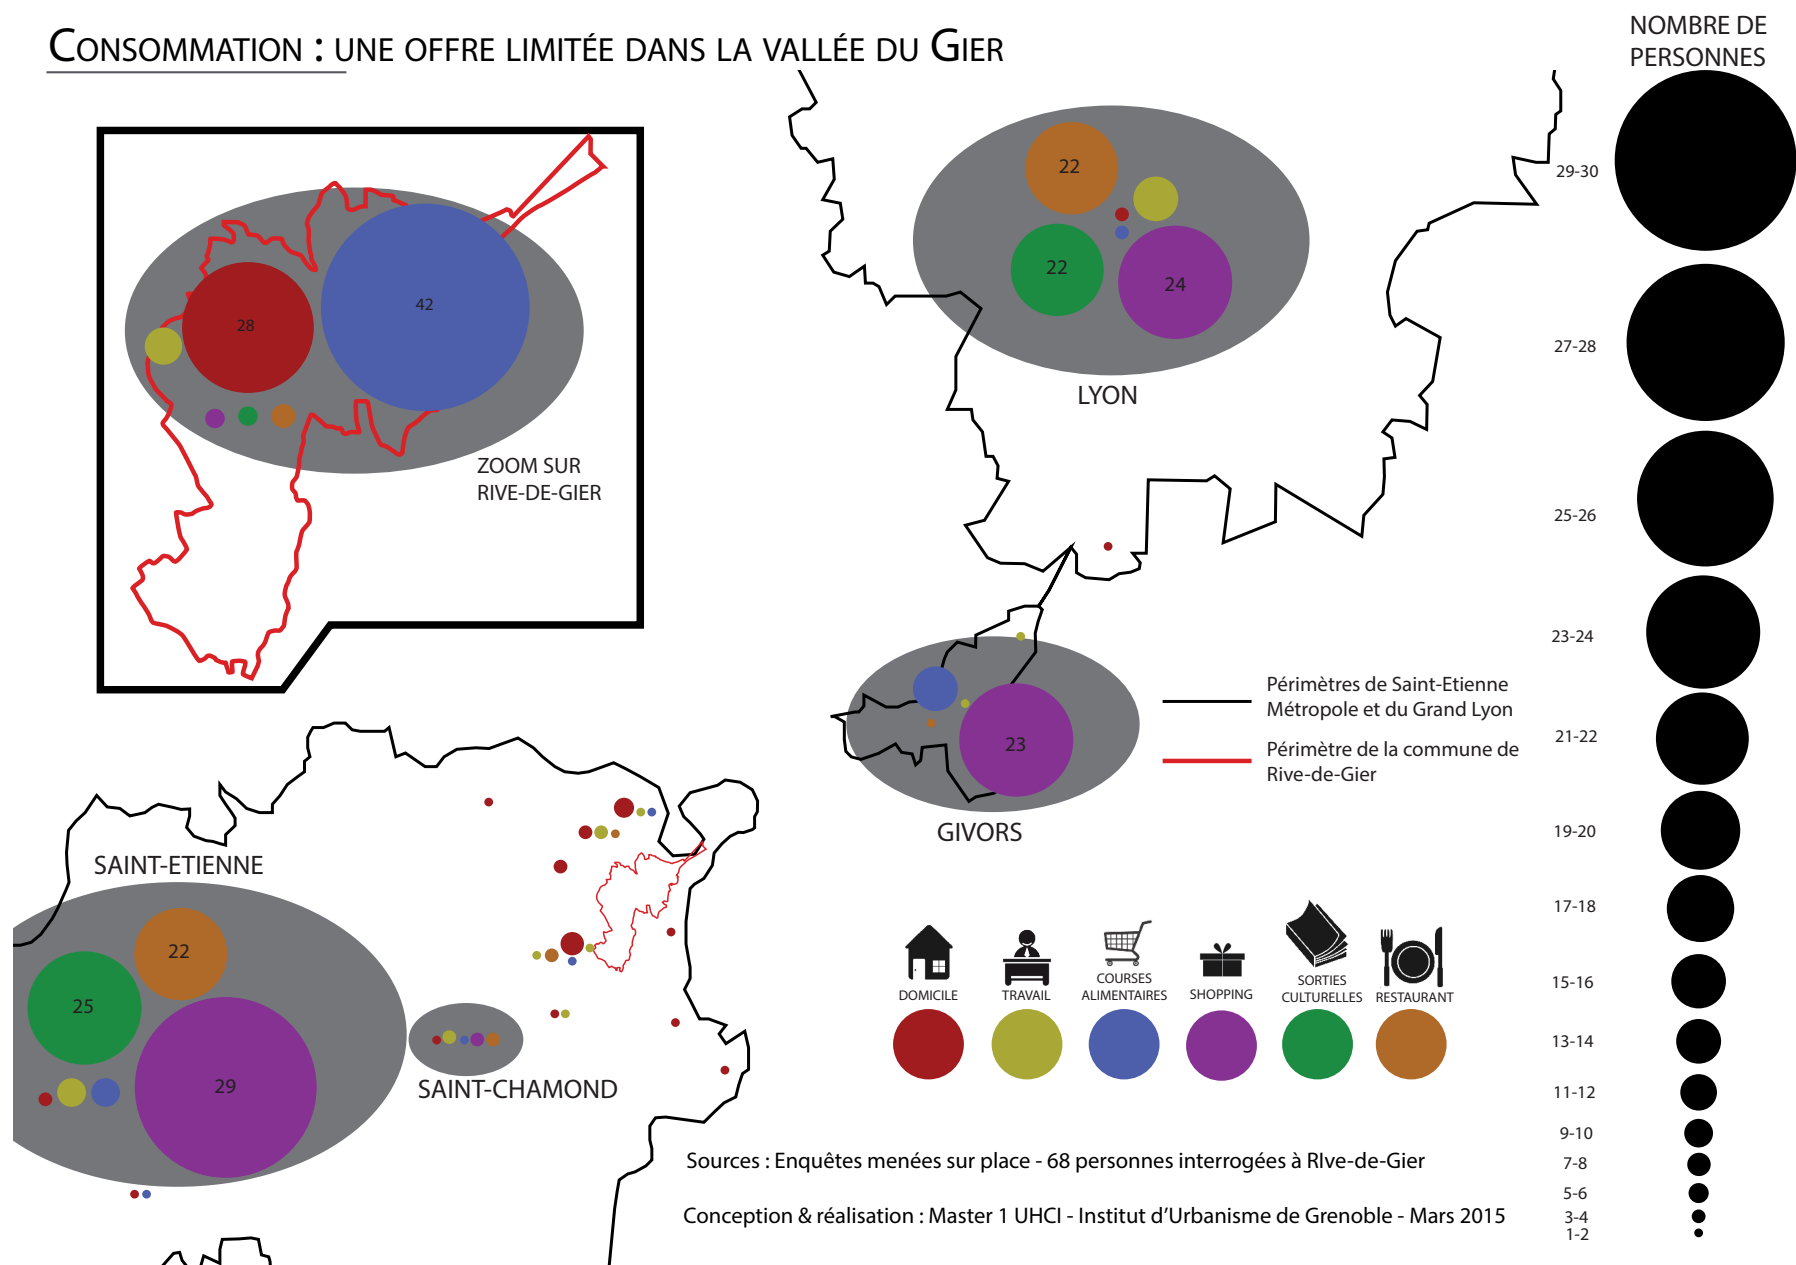 CONSOMMATION : UNE OFFRE LIMITÉE DANS LA VALLÉE DU GIER
NOMBRE DE
PERSONNES
29-30
27-28
25-26
23-24
21-22
19-20
17-18
15-16
13-14
11-12
9-10
7-8
5-6
3-4
1-2
28
42
ZOOM SUR
RIVE-DE-GIER
22
22
24
LYON
23
GIVORS
Périmètres de Saint-Etienne
Métropole et du Grand Lyon
Périmètre de la commune de
Rive-de-Gier
SAINT-ETIENNE
22
25
29
SAINT-CHAMOND
DOMICILE
TRAVAIL
COURSES
ALIMENTAIRES
SHOPPING
SORTIES
CULTURELLES
RESTAURANT
Sources : Enquêtes menées sur place - 68 personnes interrogées à RIve-de-Gier
Conception & réalisation : Master 1 UHCI - Institut d'Urbanisme de Grenoble - Mars 2015